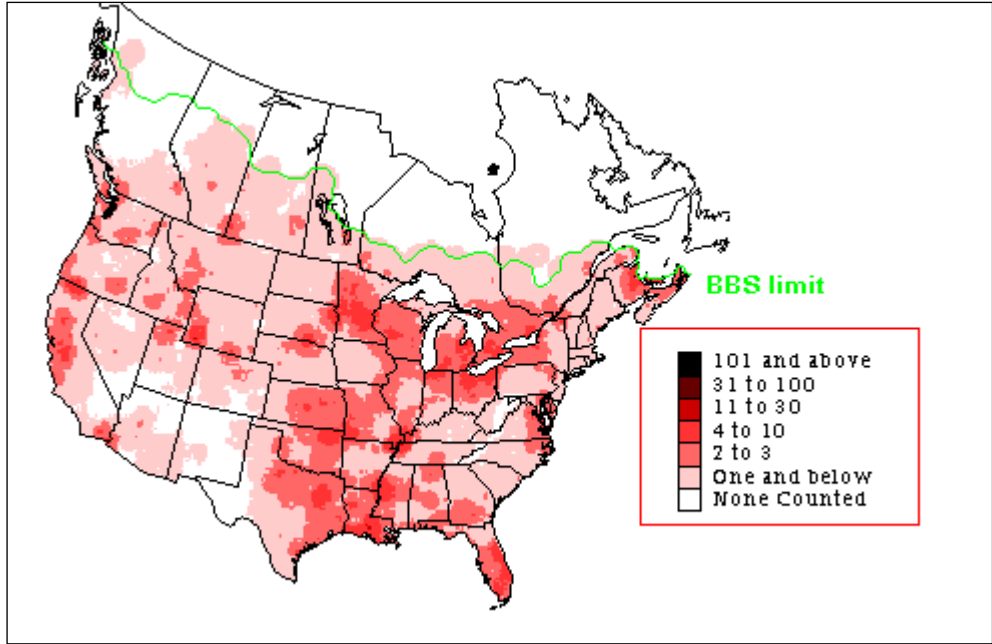 BBS limit
101 and above
31 to 100
11 to 30
4 to 10
2 to 3
One and below
None Counted